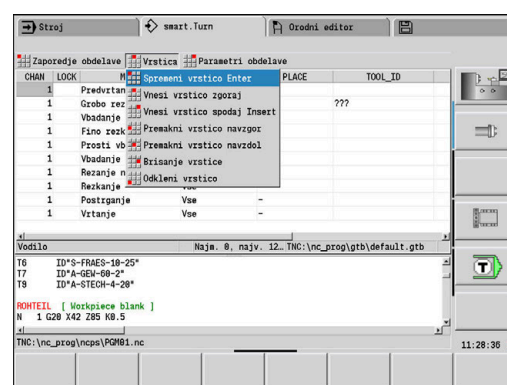 Stroj smart.Turn Orodni editor
Zaporedje obdelave Vrstica Parametri obdelave
CHAN LOCK M PLACE TOOL_ID
Spremeni vrstico Enter
Vnesi vrstico zgoraj
Vnesi vrstico spodaj Insert
Premakni vrstico navzgor
Premakni vrstico navzdol
Brisanje vrstice
Odkleni vrstico
1 Predvrtan
1 Grobo rez ???
1 Vbadanje
1 Fino rezk
1 Prosti vb
1 Vbadanje
1 Rezanje n
1 Rezkanje Vse
1 Postrganje Vse -
1 Vrtanje Vse -
Vodilo Najm. 0, najv. 12… TNC:\nc_prog\gtb\default.gtb
T6 ID"S-FRAES-10-25"
T7 ID"A-GEW-60-2"
T9 ID"A-STECH-4-20"
ROHTEIL [ Workpiece blank ]
N 1 G20 X42 Z85 K0.5
TNC:\nc_prog\ncps\PGM01.nc
T
11:28:36